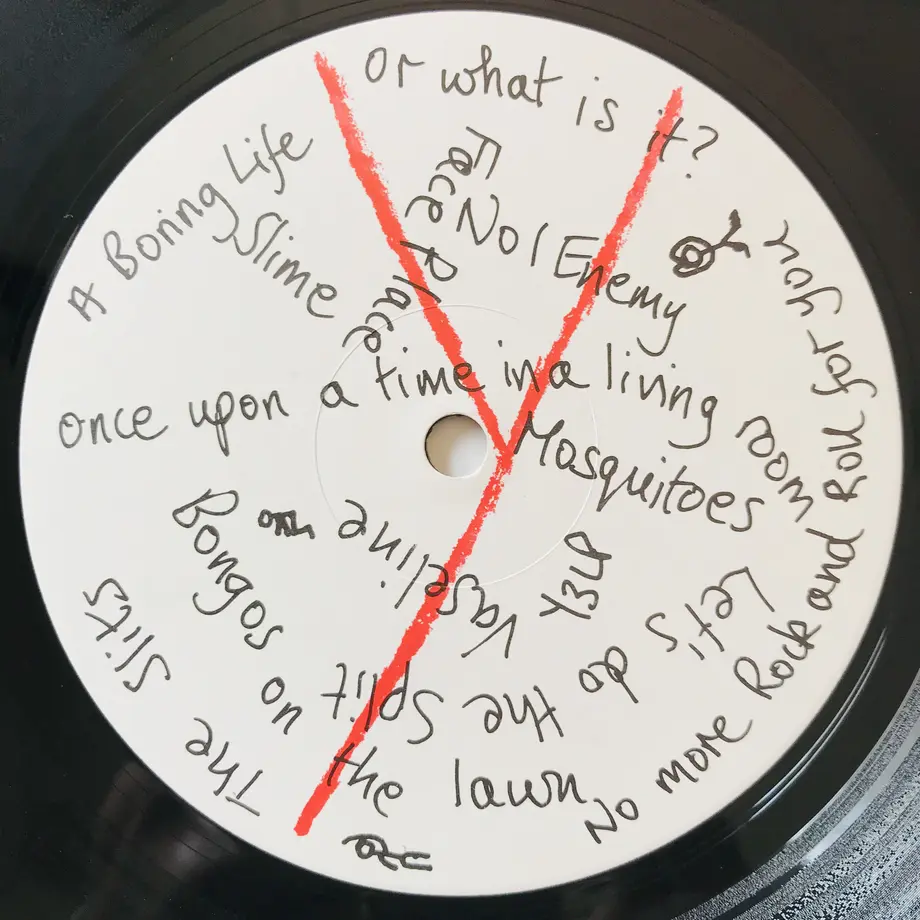 or what is it?
A Boring Life
Slime
Face Place
No 1 Enemy
once upon a time in a living room
Mosquitoes
Vaseline
Let's do the Split
Bongos on the lawn
The Slits
No more Rock and Roll for you